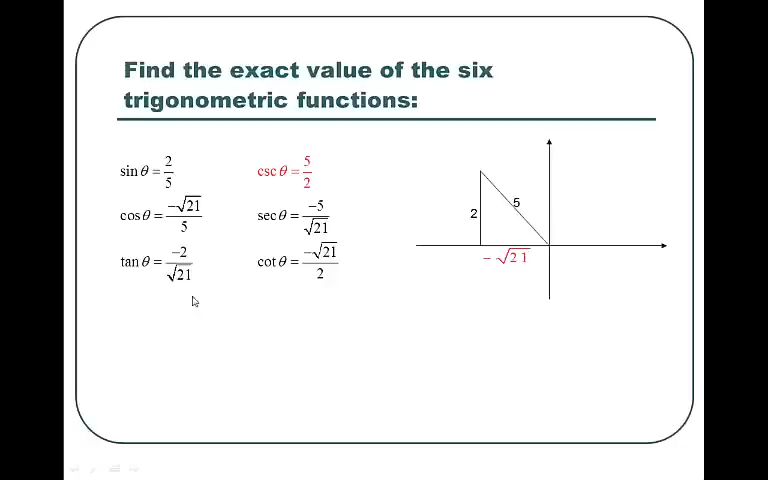 Find the exact value of the six
trigonometric functions:
sin θ = 2/5
csc θ = 5/2
cos θ = -√21/5
sec θ = -5/√21
tan θ = -2/√21
cot θ = -√21/2
2
5
-√21